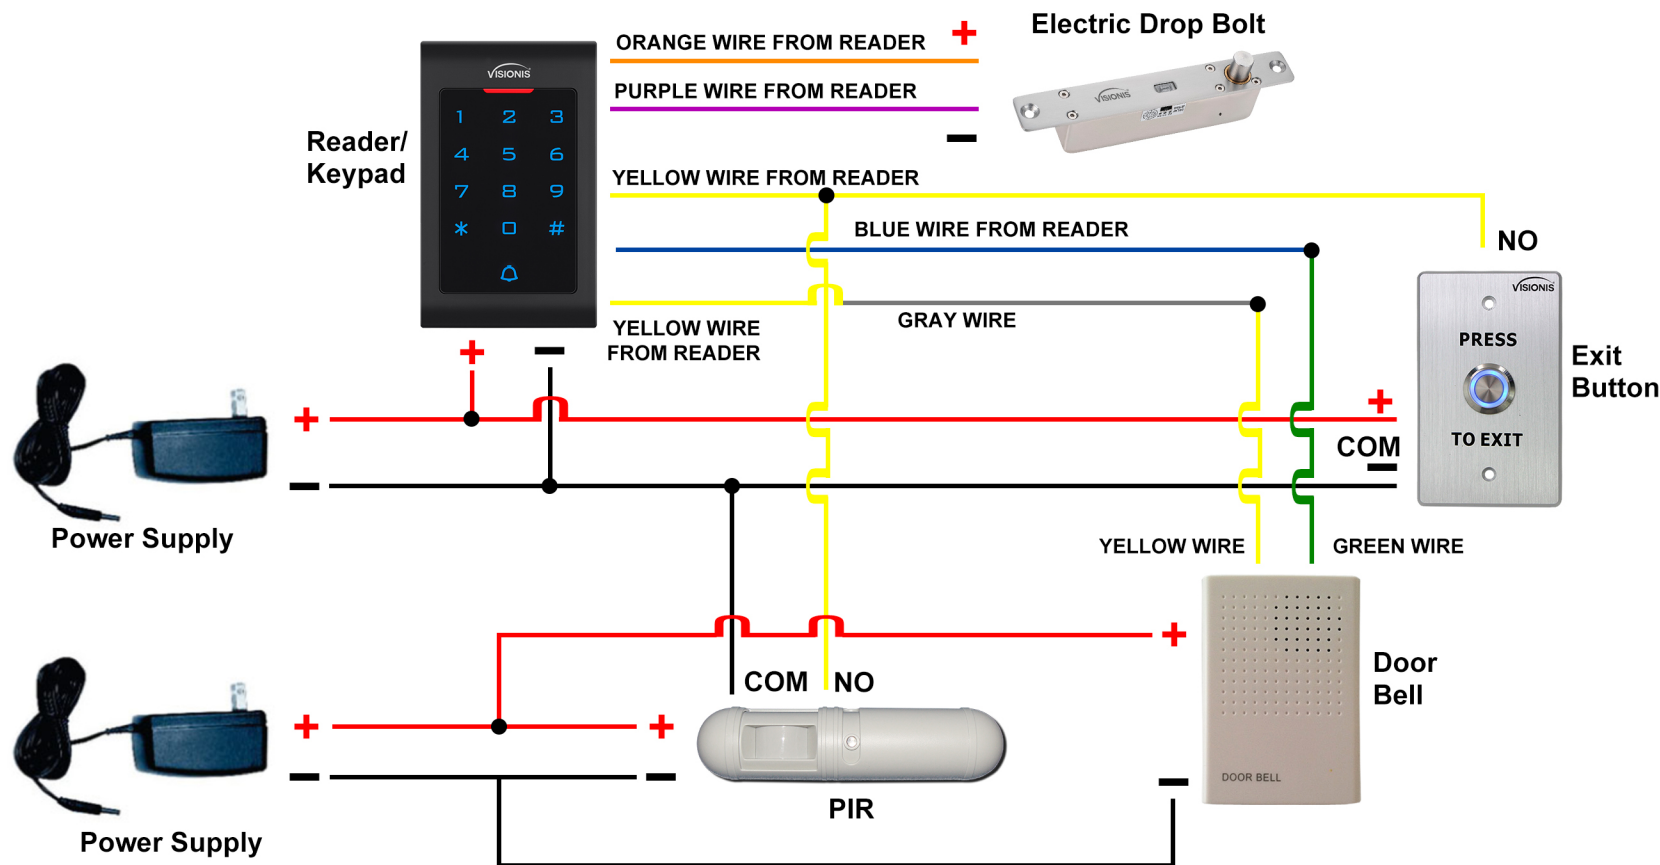 Electric Drop Bolt
ORANGE WIRE FROM READER
+
VISIONIS
PURPLE WIRE FROM READER
VISIONIS
1 2 3
Reader/
Keypad
4 5 6
7 8 9
* 0 #
YELLOW WIRE FROM READER
BLUE WIRE FROM READER
NO
VISIONIS
GRAY WIRE
YELLOW WIRE
FROM READER
PRESS
Exit
Button
TO EXIT
+
−
+
+
COM
−
−
Power Supply
YELLOW WIRE
GREEN WIRE
+
COM NO
Door
Bell
+
+
−
−
−
DOOR BELL
PIR
Power Supply